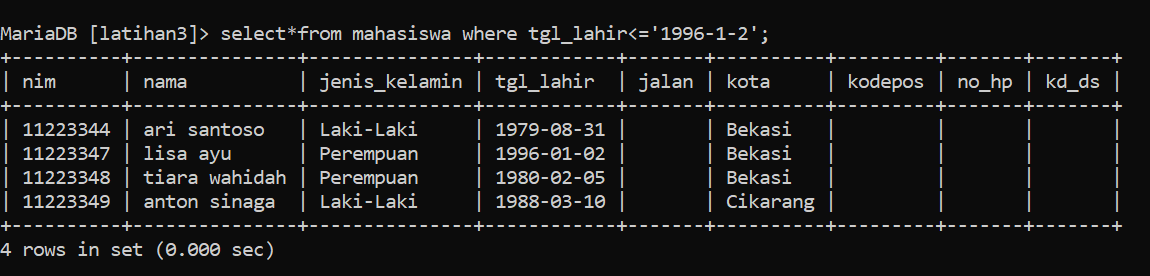 MariaDB [latihan3]> select*from mahasiswa where tgl_lahir<='1996-1-2';
+----------+---------------+---------------+------------+-------+----------+---------+-------+-------+
| nim      | nama          | jenis_kelamin | tgl_lahir  | jalan | kota     | kodepos | no_hp | kd_ds |
+----------+---------------+---------------+------------+-------+----------+---------+-------+-------+
| 11223344 | ari santoso   | Laki-Laki     | 1979-08-31 |       | Bekasi   |         |       |       |
| 11223347 | lisa ayu      | Perempuan     | 1996-01-02 |       | Bekasi   |         |       |       |
| 11223348 | tiara wahidah | Perempuan     | 1980-02-05 |       | Bekasi   |         |       |       |
| 11223349 | anton sinaga  | Laki-Laki     | 1988-03-10 |       | Cikarang |         |       |       |
+----------+---------------+---------------+------------+-------+----------+---------+-------+-------+
4 rows in set (0.000 sec)